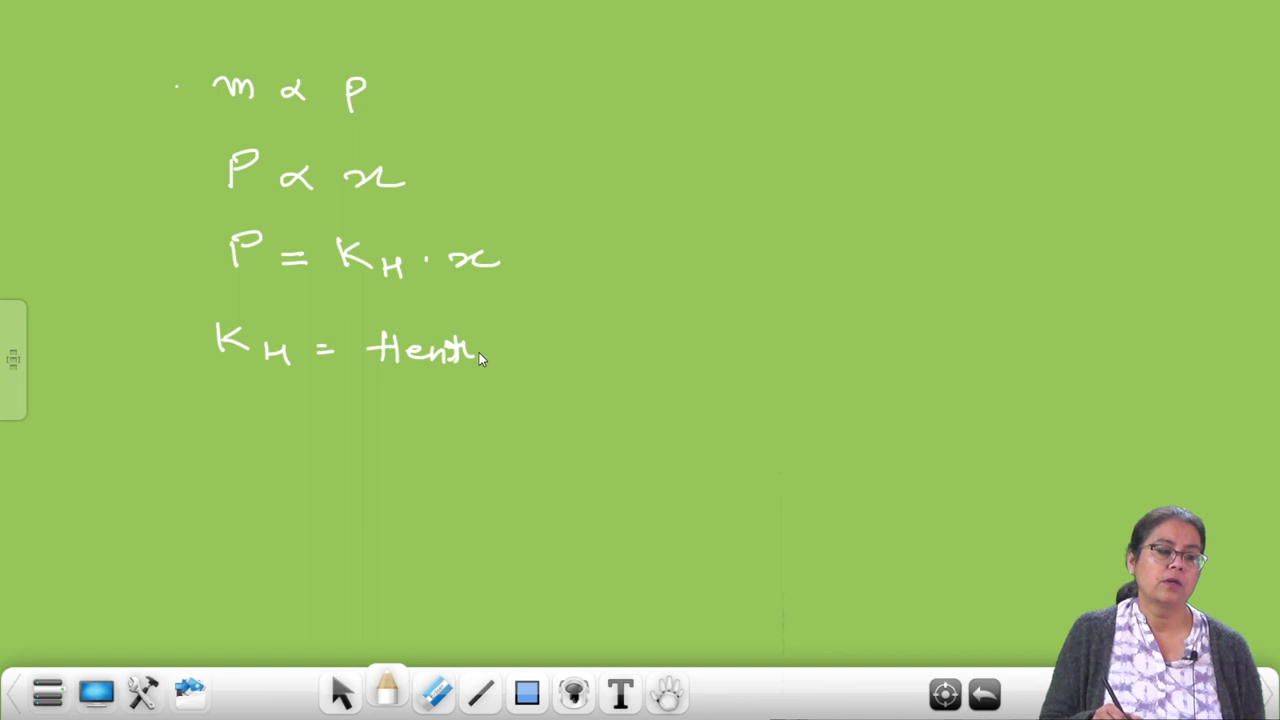 m ∝ p
P ∝ x
P = K_H · x
K_H = Henr
T